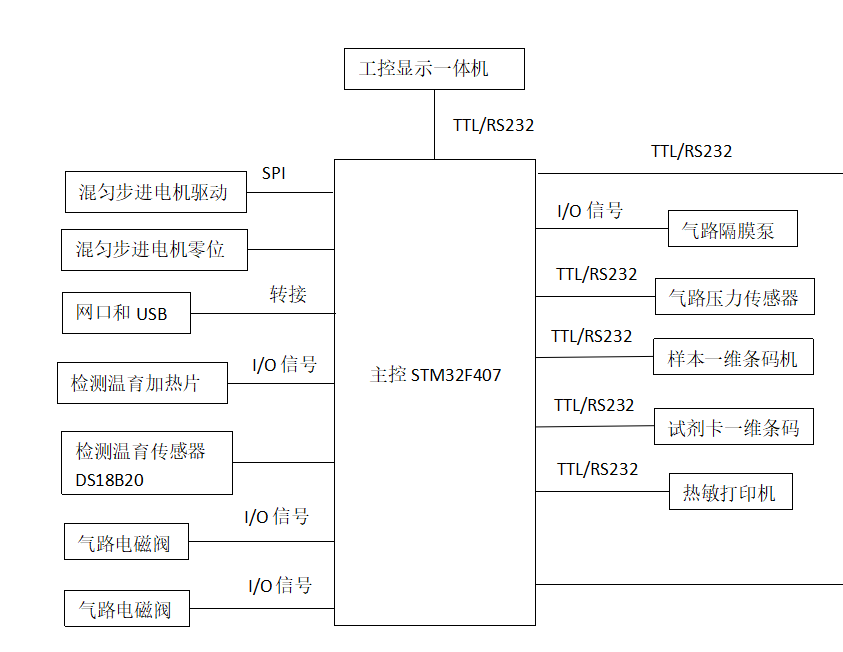 工控显示一体机
TTL/RS232
TTL/RS232
SPI
混匀步进电机驱动
I/O 信号
气路隔膜泵
混匀步进电机零位
TTL/RS232
转接
气路压力传感器
网口和 USB
TTL/RS232
I/O 信号
样本一维条码机
检测温育加热片
主控 STM32F407
TTL/RS232
试剂卡一维条码
检测温育传感器
DS18B20
TTL/RS232
热敏打印机
I/O 信号
气路电磁阀
I/O 信号
气路电磁阀